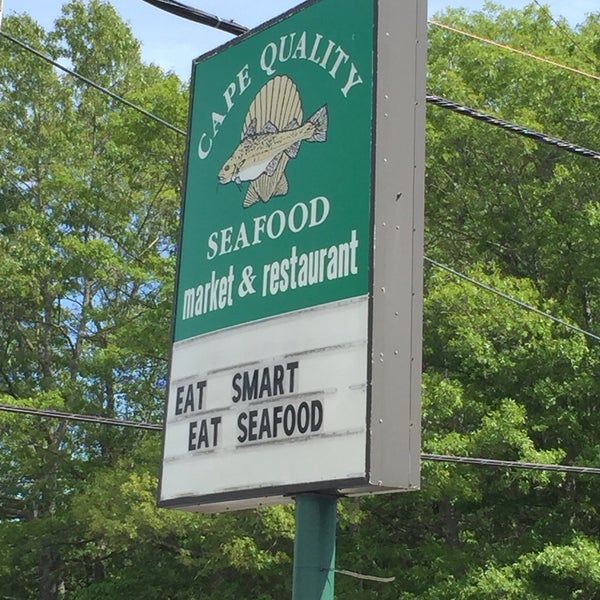 CAPE QUALITY
SEAFOOD
market & restaurant
EAT SMART
EAT SEAFOOD